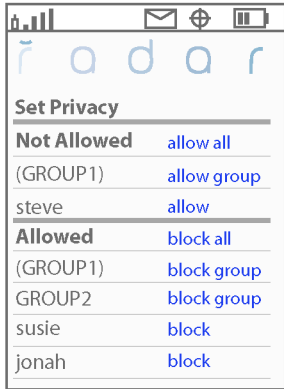 řadar
Set Privacy
Not Allowed allow all
(GROUP1) allow group
steve allow
Allowed block all
(GROUP1) block group
GROUP2 block group
susie block
jonah block